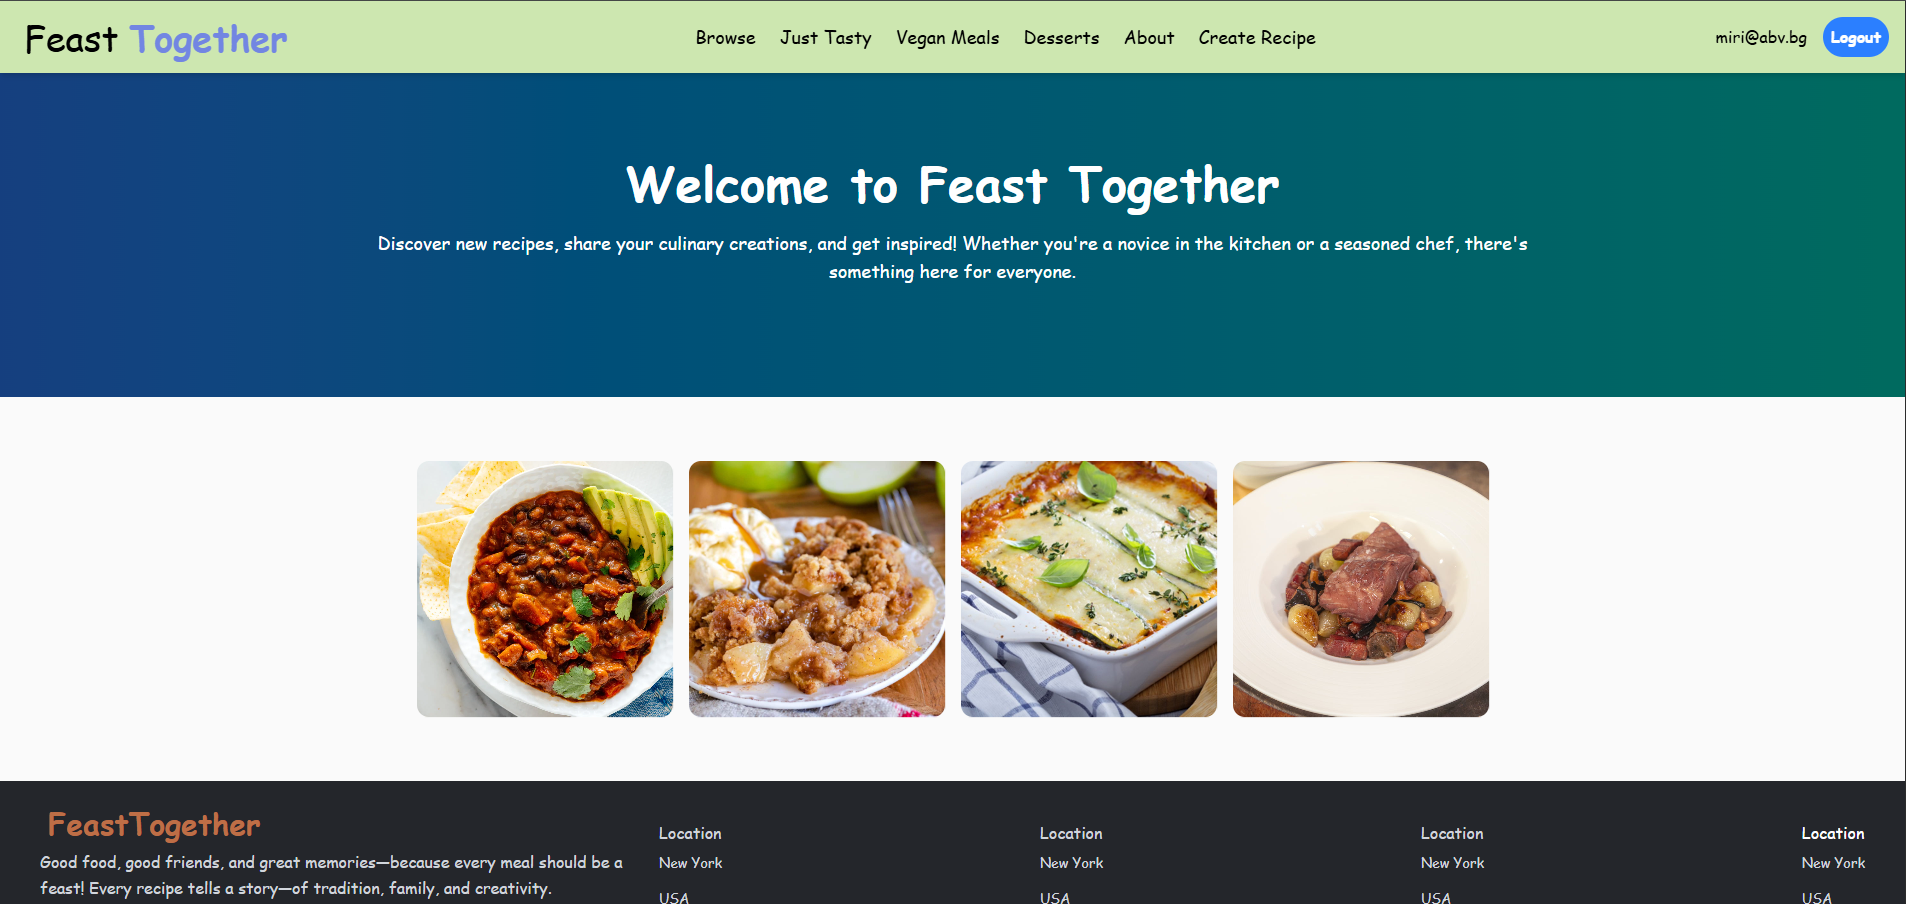 Feast Together
Browse
Just Tasty
Vegan Meals
Desserts
About
Create Recipe
miri@abv.bg
Logout
Welcome to Feast Together
Discover new recipes, share your culinary creations, and get inspired! Whether you're a novice in the kitchen or a seasoned chef, there's
something here for everyone.
FeastTogether
Good food, good friends, and great memories—because every meal should be a
feast! Every recipe tells a story—of tradition, family, and creativity.
Location
New York
USA
Location
New York
USA
Location
New York
USA
Location
New York
USA